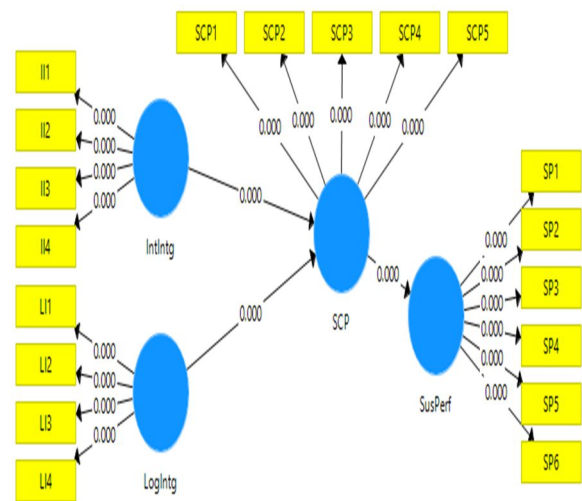 SCP1 SCP2 SCP3 SCP4 SCP5
0.000 0.000 0.000 0.000 0.000
II1
II2
II3
II4
0.000
0.000
0.000
0.000
IntIntg
0.000
LI1
LI2
LI3
LI4
0.000
0.000
0.000
0.000
LogIntg
0.000
SCP
0.000
SusPerf
0.000
0.000
0.000
0.000
0.000
0.000
SP1
SP2
SP3
SP4
SP5
SP6